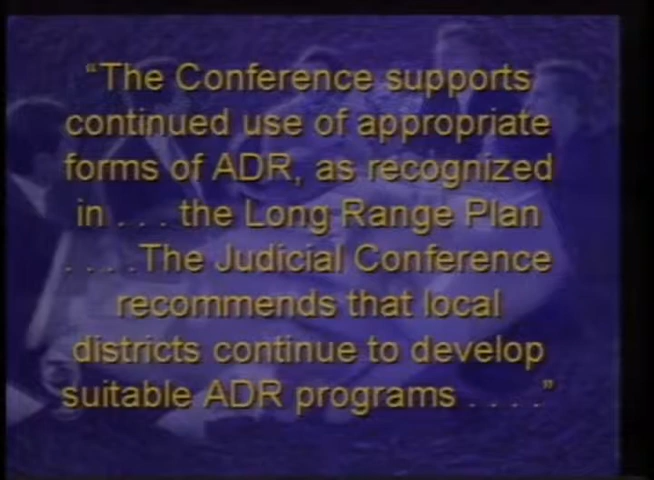 “The Conference supports
continued use of appropriate
forms of ADR, as recognized
in . . . the Long Range Plan
. . . .The Judicial Conference
recommends that local
districts continue to develop
suitable ADR programs . . . .”